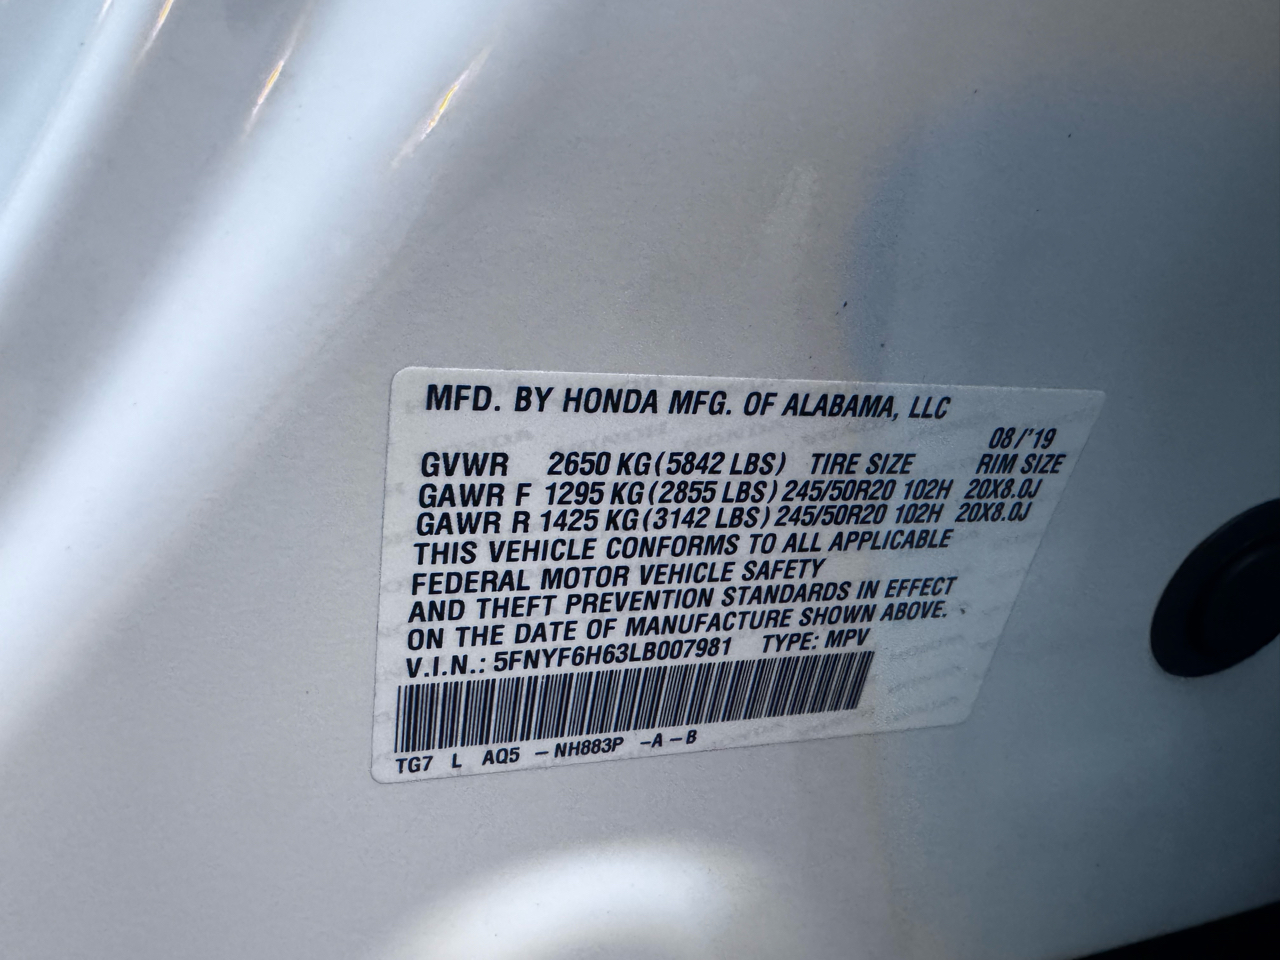 MFD. BY HONDA MFG. OF ALABAMA, LLC
08/'19
GVWR 2650 KG(5842 LBS) TIRE SIZE RIM SIZE
GAWR F 1295 KG(2855 LBS) 245/50R20 102H 20X8.0J
GAWR R 1425 KG(3142 LBS) 245/50R20 102H 20X8.0J
THIS VEHICLE CONFORMS TO ALL APPLICABLE
FEDERAL MOTOR VEHICLE SAFETY
AND THEFT PREVENTION STANDARDS IN EFFECT
ON THE DATE OF MANUFACTURE SHOWN ABOVE.
V.I.N.: 5FNYF6H63LB007981 TYPE: MPV
TG7 L AQ5 - NH883P -A-B